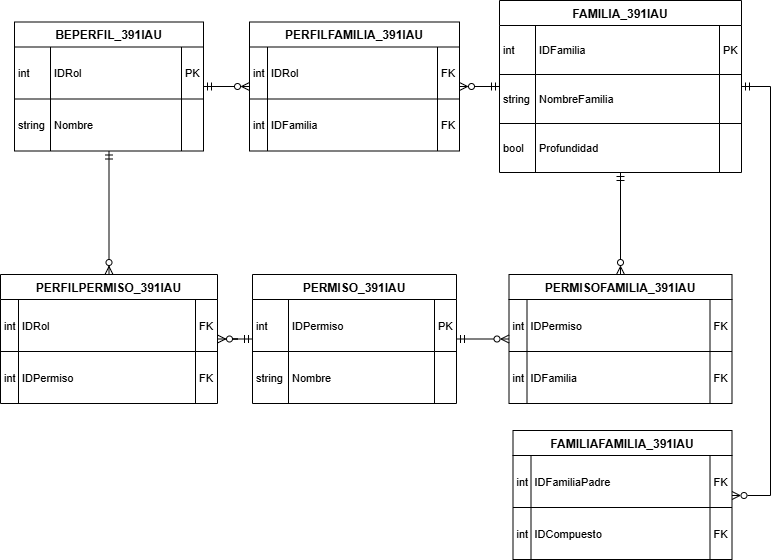 BEPERFIL_391IAU
int IDRol PK
string Nombre
PERFILFAMILIA_391IAU
int IDRol FK
int IDFamilia FK
FAMILIA_391IAU
int IDFamilia PK
string NombreFamilia
bool Profundidad
PERFILPERMISO_391IAU
int IDRol FK
int IDPermiso FK
PERMISO_391IAU
int IDPermiso PK
string Nombre
PERMISOFAMILIA_391IAU
int IDPermiso FK
int IDFamilia FK
FAMILIAFAMILIA_391IAU
int IDFamiliaPadre FK
int IDCompuesto FK